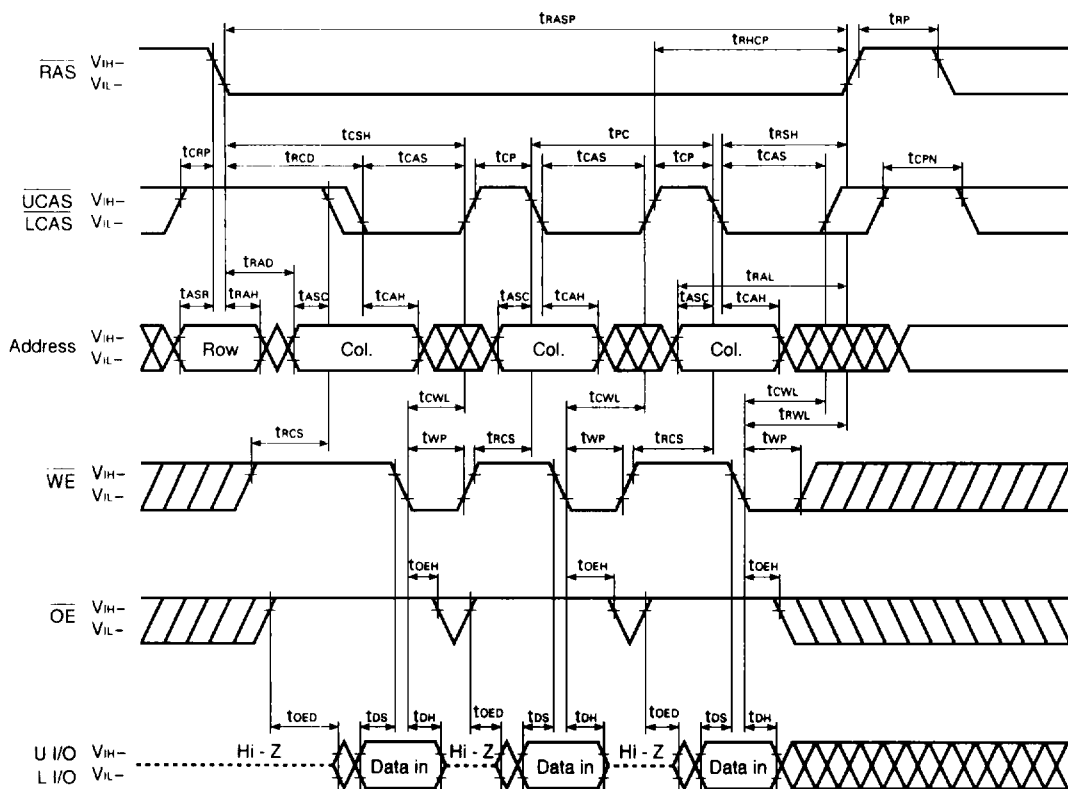 tRASP tRP
tRHCP
RAS VIH–
VIL–
tCSH tPC tRSH
tCRP tRCD tCAS tCP tCAS tCP tCAS tCPN
UCAS VIH–
LCAS VIL–
tRAD tRAL
tASR tRAH tASC tCAH tASC tCAH tASC tCAH
Address VIH–
VIL–
Row Col. Col. Col.
tCWL tCWL tCWL
tRWL
tRCS tWP tRCS tWP tRCS tWP
WE VIH–
VIL–
tOEH tOEH tOEH
OE VIH–
VIL–
tOED tDS tDH tOED tDS tDH tOED tDS tDH
U I/O VIH–
L I/O VIL–
Hi - Z Data in Hi - Z Data in Hi - Z Data in